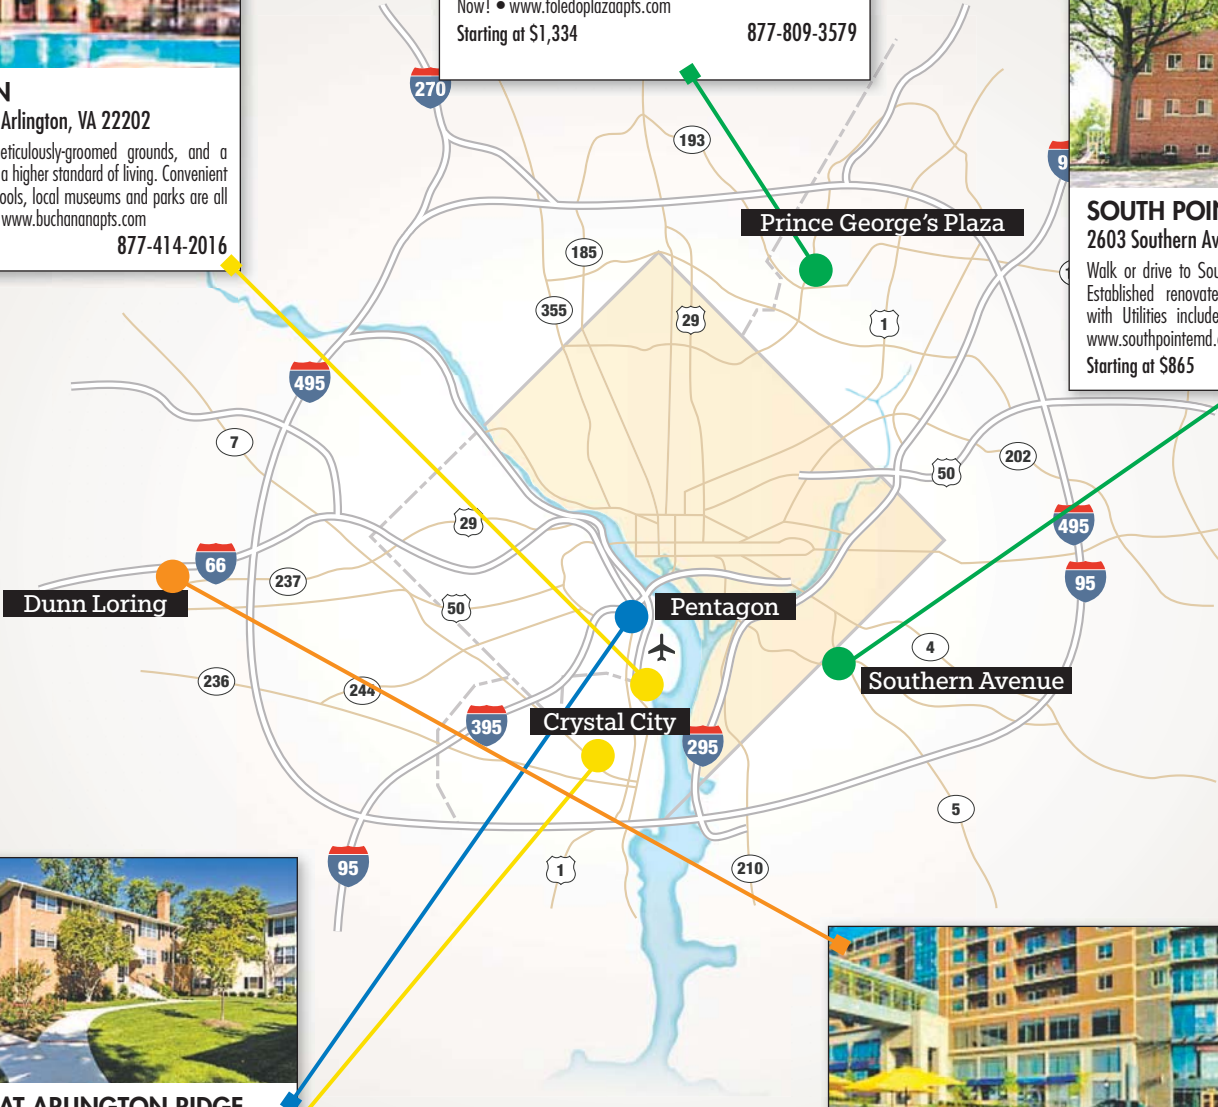 Now! • www.toledoplazaapts.com
Starting at $1,334 877-809-3579
N
Arlington, VA 22202
eticulously-groomed grounds, and a
a higher standard of living. Convenient
ools, local museums and parks are all
www.buchananapts.com
877-414-2016
SOUTH POIN
2603 Southern Av
Walk or drive to Sou
Established renovate
with Utilities include
www.southpointemd.
Starting at $865
270
193
9
Prince George's Plaza
185
355
29
1
1
495
7
50
202
29
495
66
237
95
Dunn Loring
50
Pentagon
4
236
244
Southern Avenue
395
Crystal City
295
5
95
1
210
AT ARLINGTON RIDGE